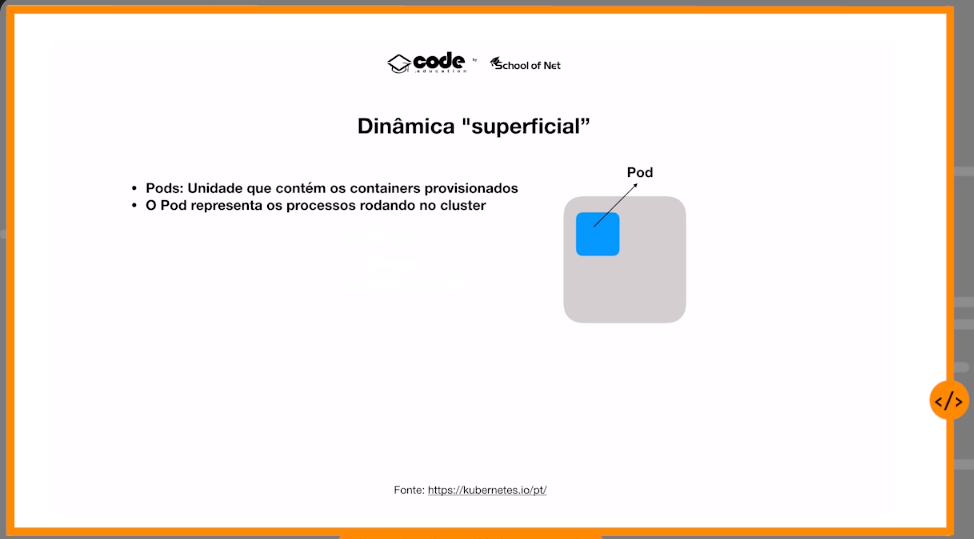 code
.education
by
School of Net
Dinâmica "superficial”
• Pods: Unidade que contém os containers provisionados
• O Pod representa os processos rodando no cluster
Pod
</>
Fonte: https://kubernetes.io/pt/